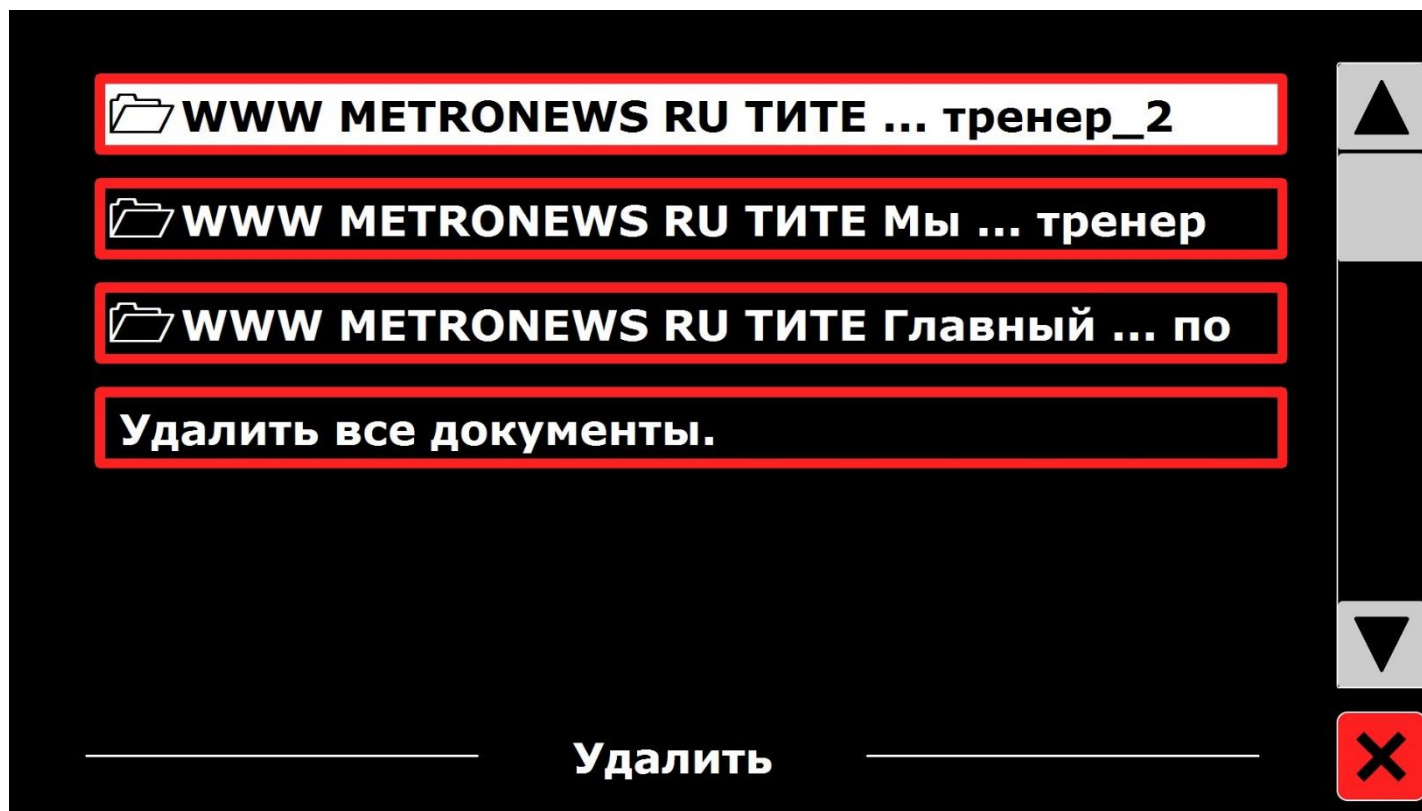 WWW METRONEWS RU ТИТЕ ... тренер_2
WWW METRONEWS RU ТИТЕ Мы ... тренер
WWW METRONEWS RU ТИТЕ Главный ... по
Удалить все документы.
Удалить